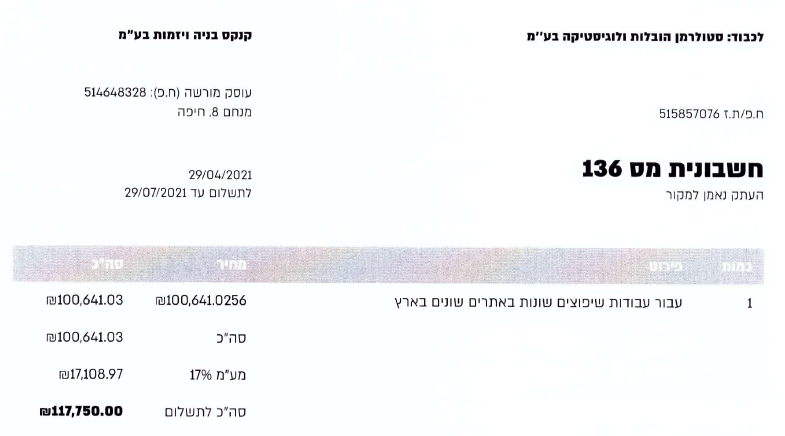 לכבוד: סטולרמן הובלות ולוגיסטיקה בע''מ
קנקס בניה ויזמות בע"מ
עוסק מורשה (ח.פ): 514648328
מנחם 8, חיפה
ח.פ/ת.ז 515857076
חשבונית מס 136
העתק נאמן למקור
29/04/2021
לתשלום עד 29/07/2021
כמות פירוט מחיר סה"כ
1 עבור עבודות שיפוצים שונות באתרים שונים בארץ ₪100,641.0256 ₪100,641.03
סה"כ ₪100,641.03
מע"מ 17% ₪17,108.97
סה"כ לתשלום ₪117,750.00